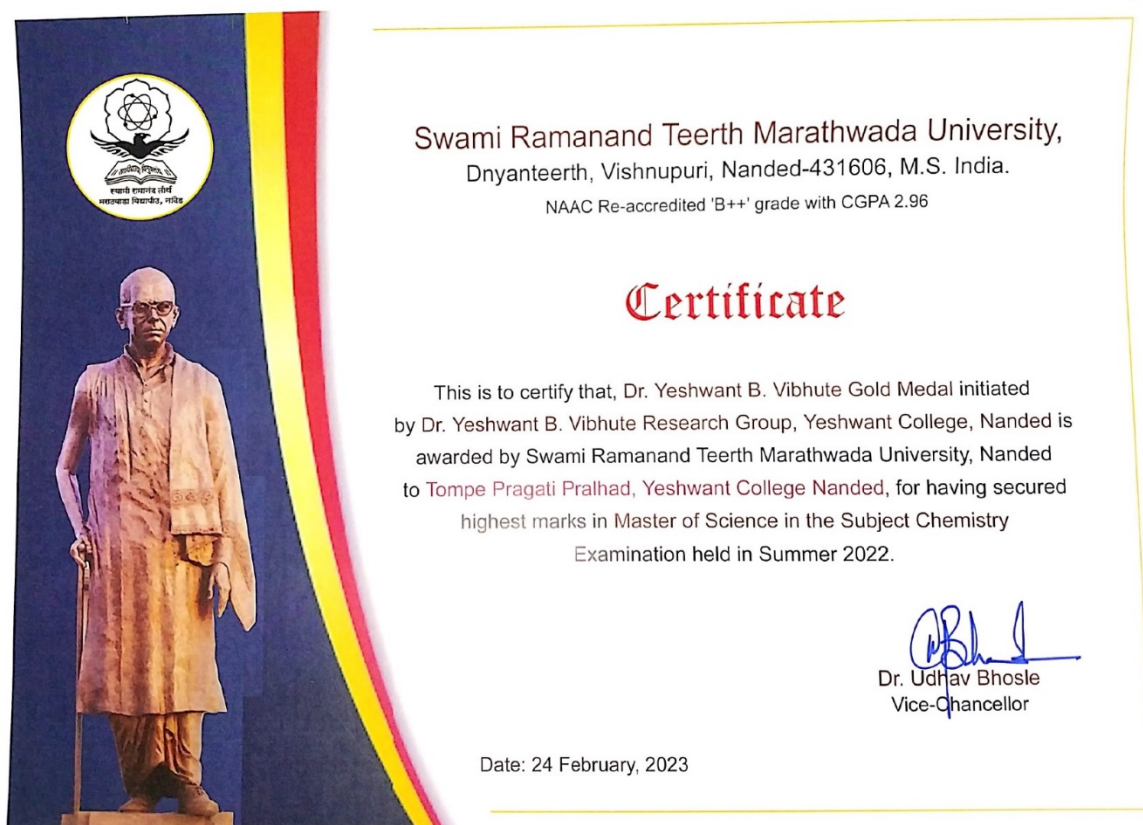 स्वामी रामानंद तीर्थ
मराठवाडा विद्यापीठ, नांदेड
Swami Ramanand Teerth Marathwada University,
Dnyanteerth, Vishnupuri, Nanded-431606, M.S. India.
NAAC Re-accredited 'B++' grade with CGPA 2.96
Certificate
This is to certify that, Dr. Yeshwant B. Vibhute Gold Medal initiated
by Dr. Yeshwant B. Vibhute Research Group, Yeshwant College, Nanded is
awarded by Swami Ramanand Teerth Marathwada University, Nanded
to Tompe Pragati Pralhad, Yeshwant College Nanded, for having secured
highest marks in Master of Science in the Subject Chemistry
Examination held in Summer 2022.
Dr. Udhav Bhosle
Vice-Chancellor
Date: 24 February, 2023